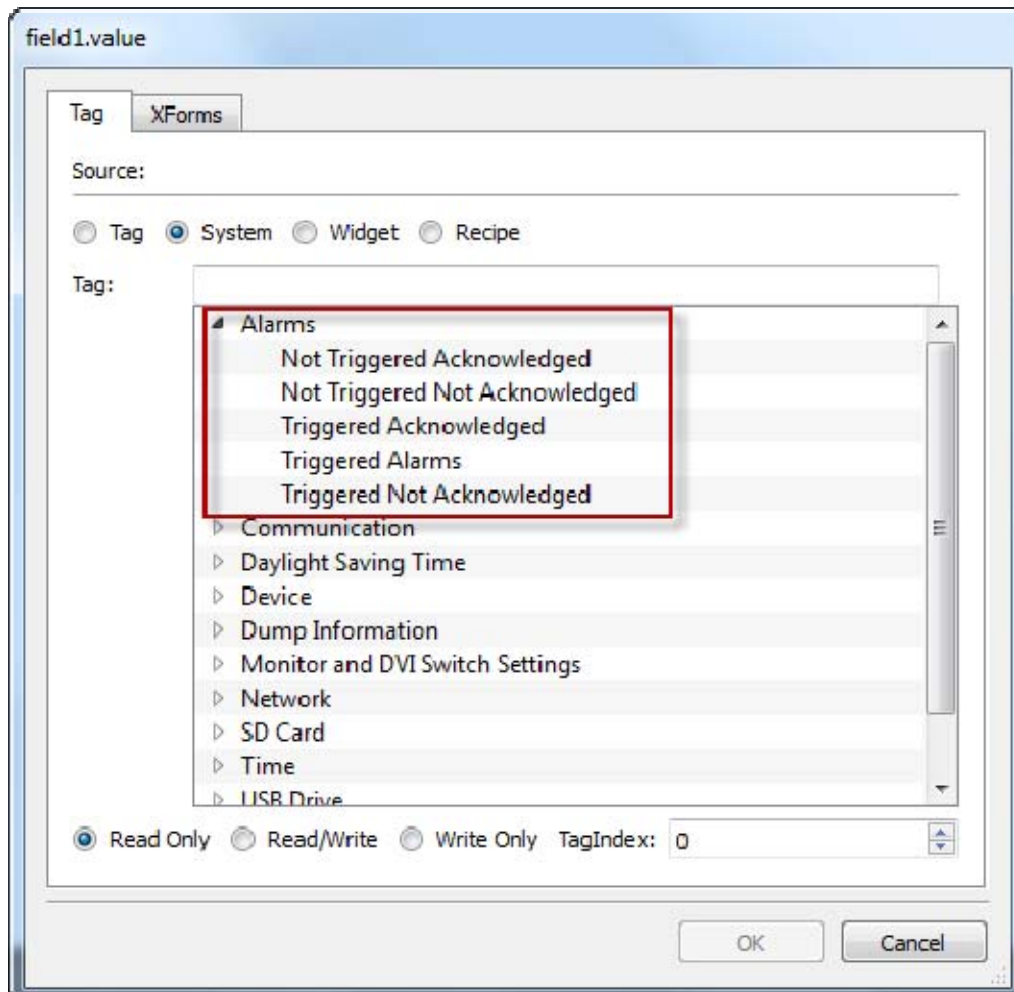 field1.value
Tag XForms
Source:
Tag System Widget Recipe
Tag:
Alarms
Not Triggered Acknowledged
Not Triggered Not Acknowledged
Triggered Acknowledged
Triggered Alarms
Triggered Not Acknowledged
Communication
Daylight Saving Time
Device
Dump Information
Monitor and DVI Switch Settings
Network
SD Card
Time
USB Drive
Read Only Read/Write Write Only TagIndex: 0
OK Cancel